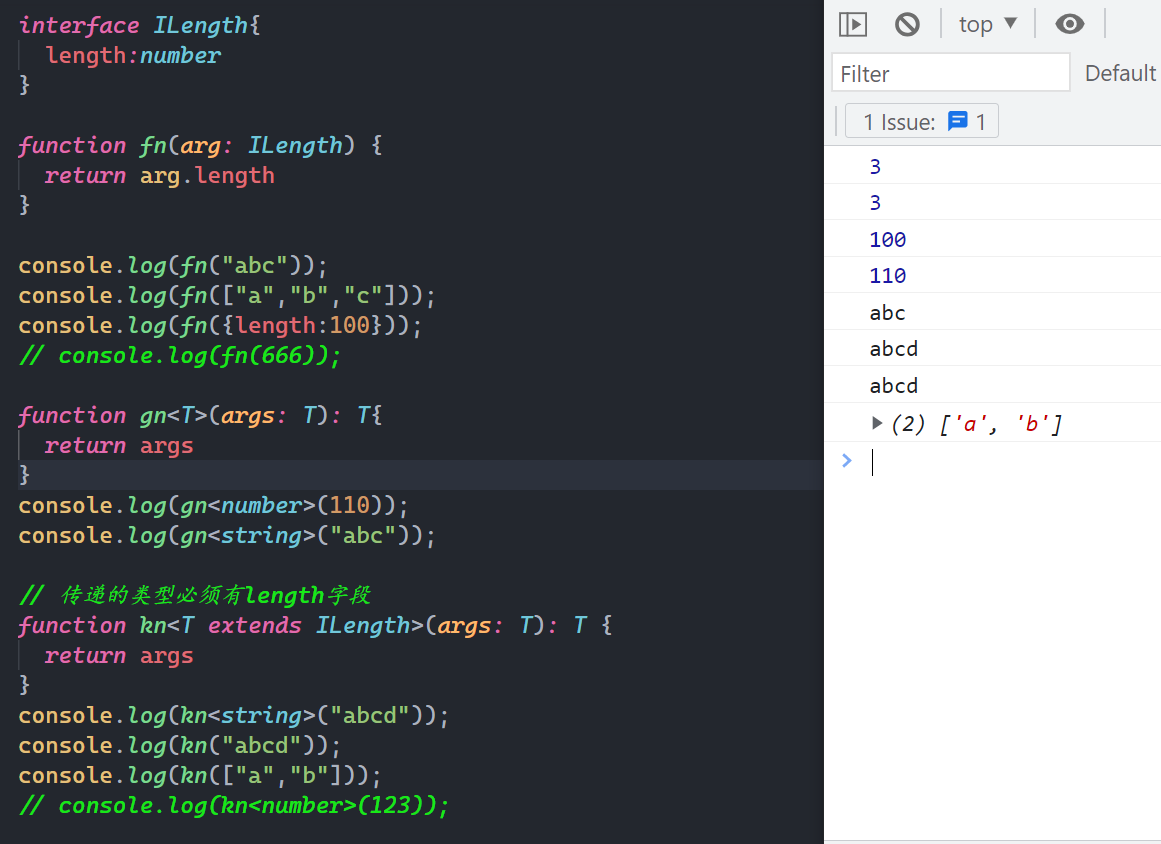 interface ILength{
  length:number
}

function fn(arg: ILength) {
  return arg.length
}

console.log(fn("abc"));
console.log(fn(["a","b","c"]));
console.log(fn({length:100}));
// console.log(fn(666));

function gn<T>(args: T): T{
  return args
}
console.log(gn<number>(110));
console.log(gn<string>("abc"));

// 传递的类型必须有length字段
function kn<T extends ILength>(args: T): T {
  return args
}
console.log(kn<string>("abcd"));
console.log(kn("abcd"));
console.log(kn(["a","b"]));
// console.log(kn<number>(123));

top
Filter
Default
1 Issue: 1
3
3
100
110
abc
abcd
abcd
(2) ['a', 'b']